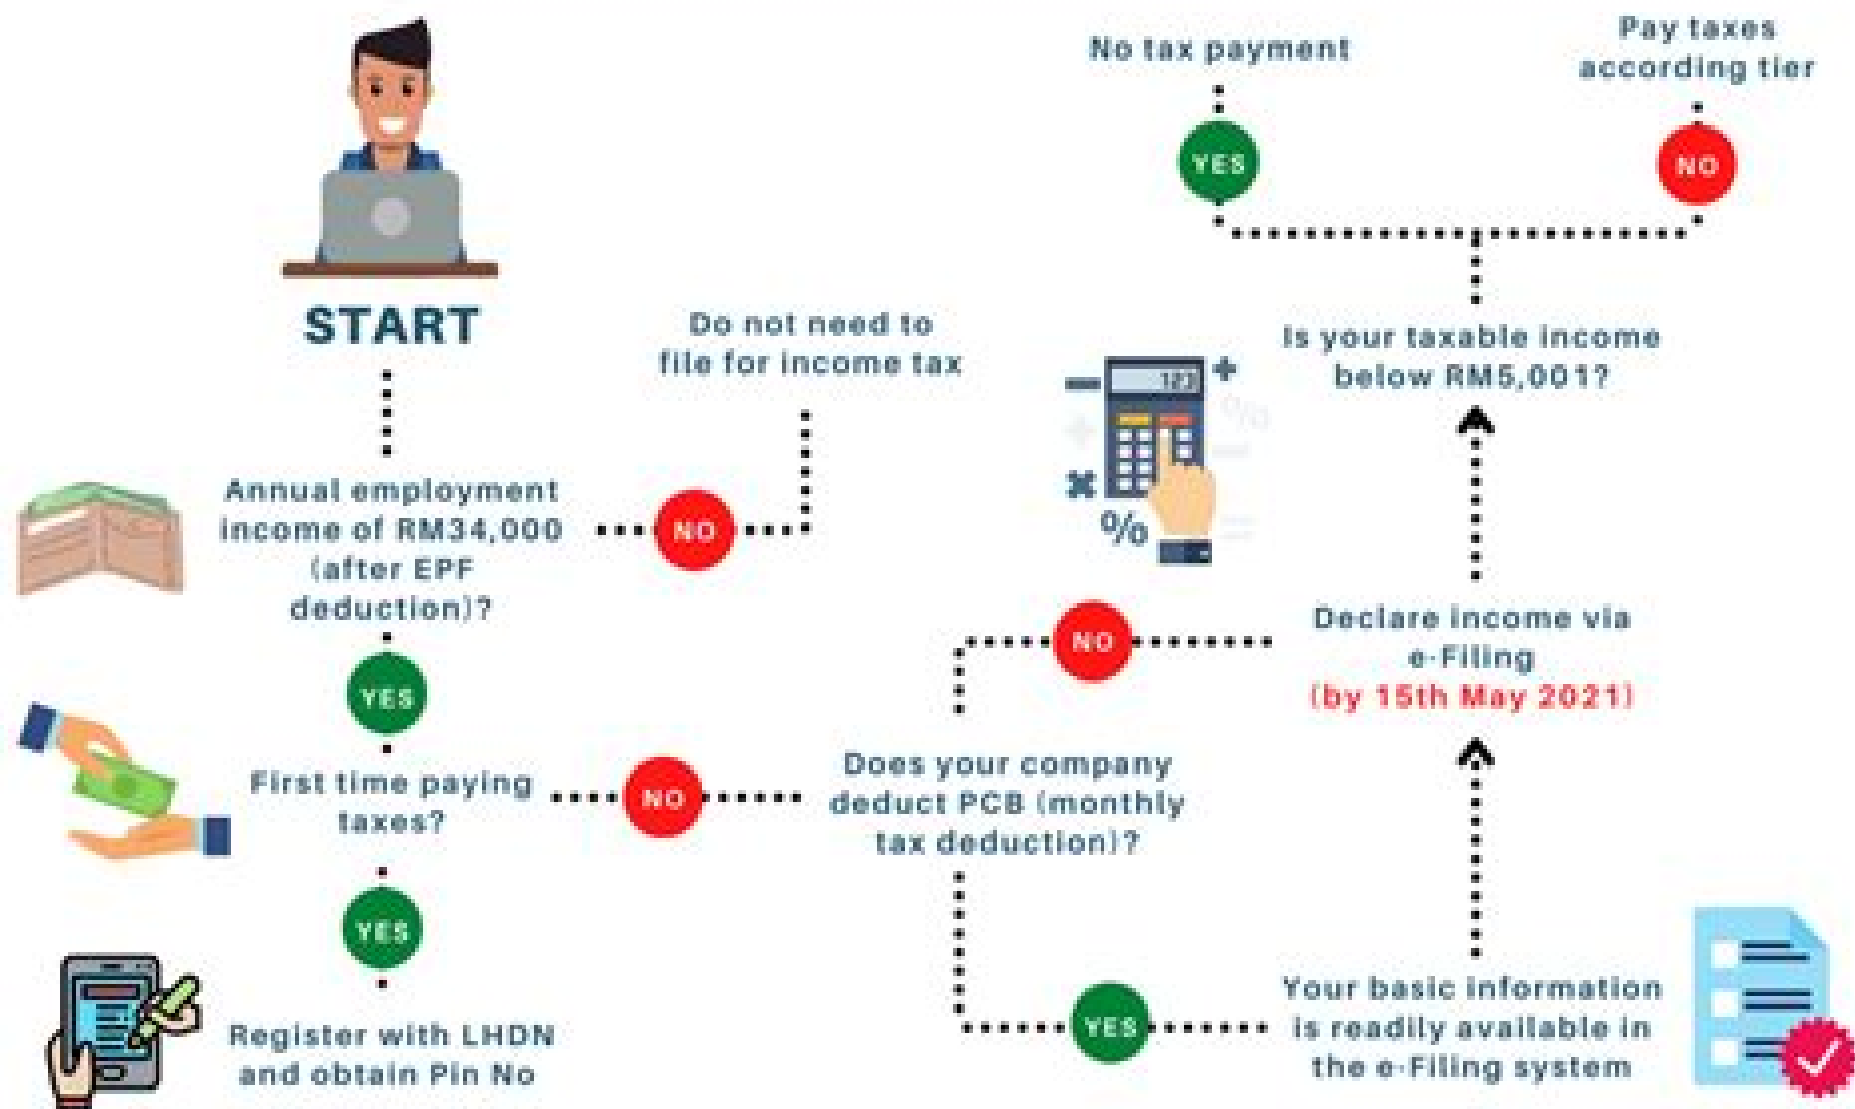 START
Annual employment
income of RM34,000
(after EPF
deduction)?
NO
Do not need to
file for income tax
YES
First time paying
taxes?
NO
YES
Register with LHDN
and obtain Pin No
Does your company
deduct PCB (monthly
tax deduction)?
NO
YES
Your basic information
is readily available in
the e-Filing system
Declare income via
e-Filing
(by 15th May 2021)
123
%
%
Is your taxable income
below RM5,001?
YES
No tax payment
NO
Pay taxes
according tier